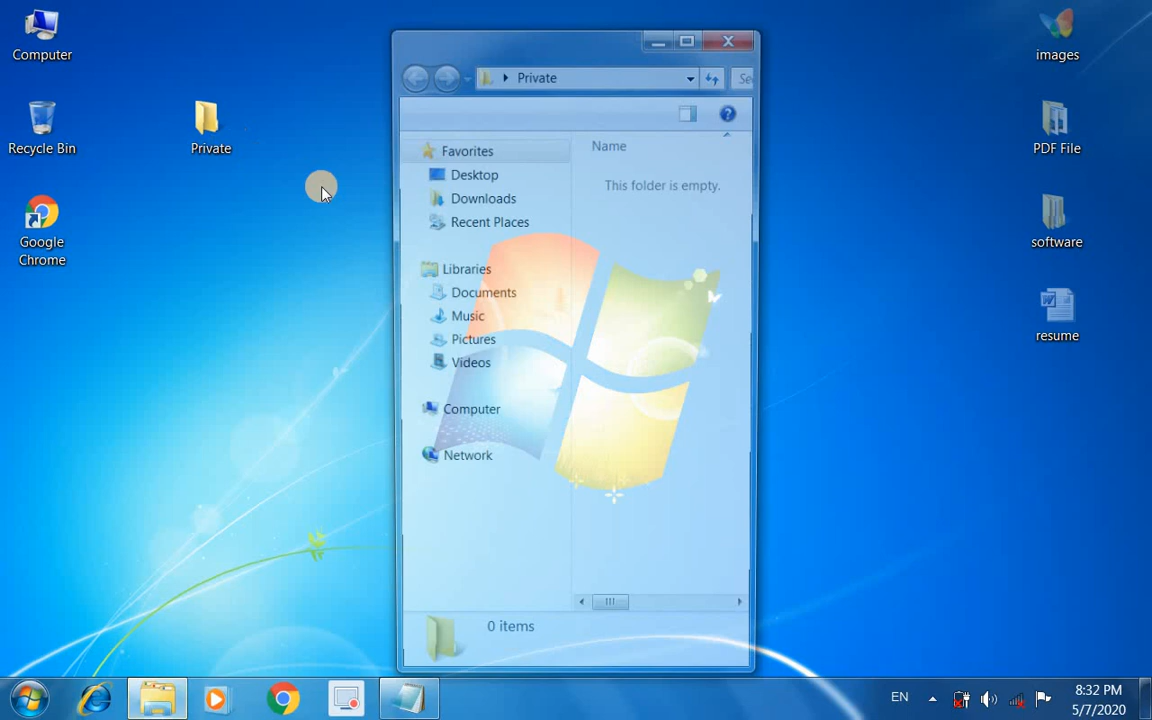 Computer
Recycle Bin
Google
Chrome
Private
Private
Favorites
Desktop
Downloads
Recent Places
Libraries
Documents
Music
Pictures
Videos
Computer
Network
Name
This folder is empty.
0 items
images
PDF File
software
resume
EN
8:32 PM
5/7/2020